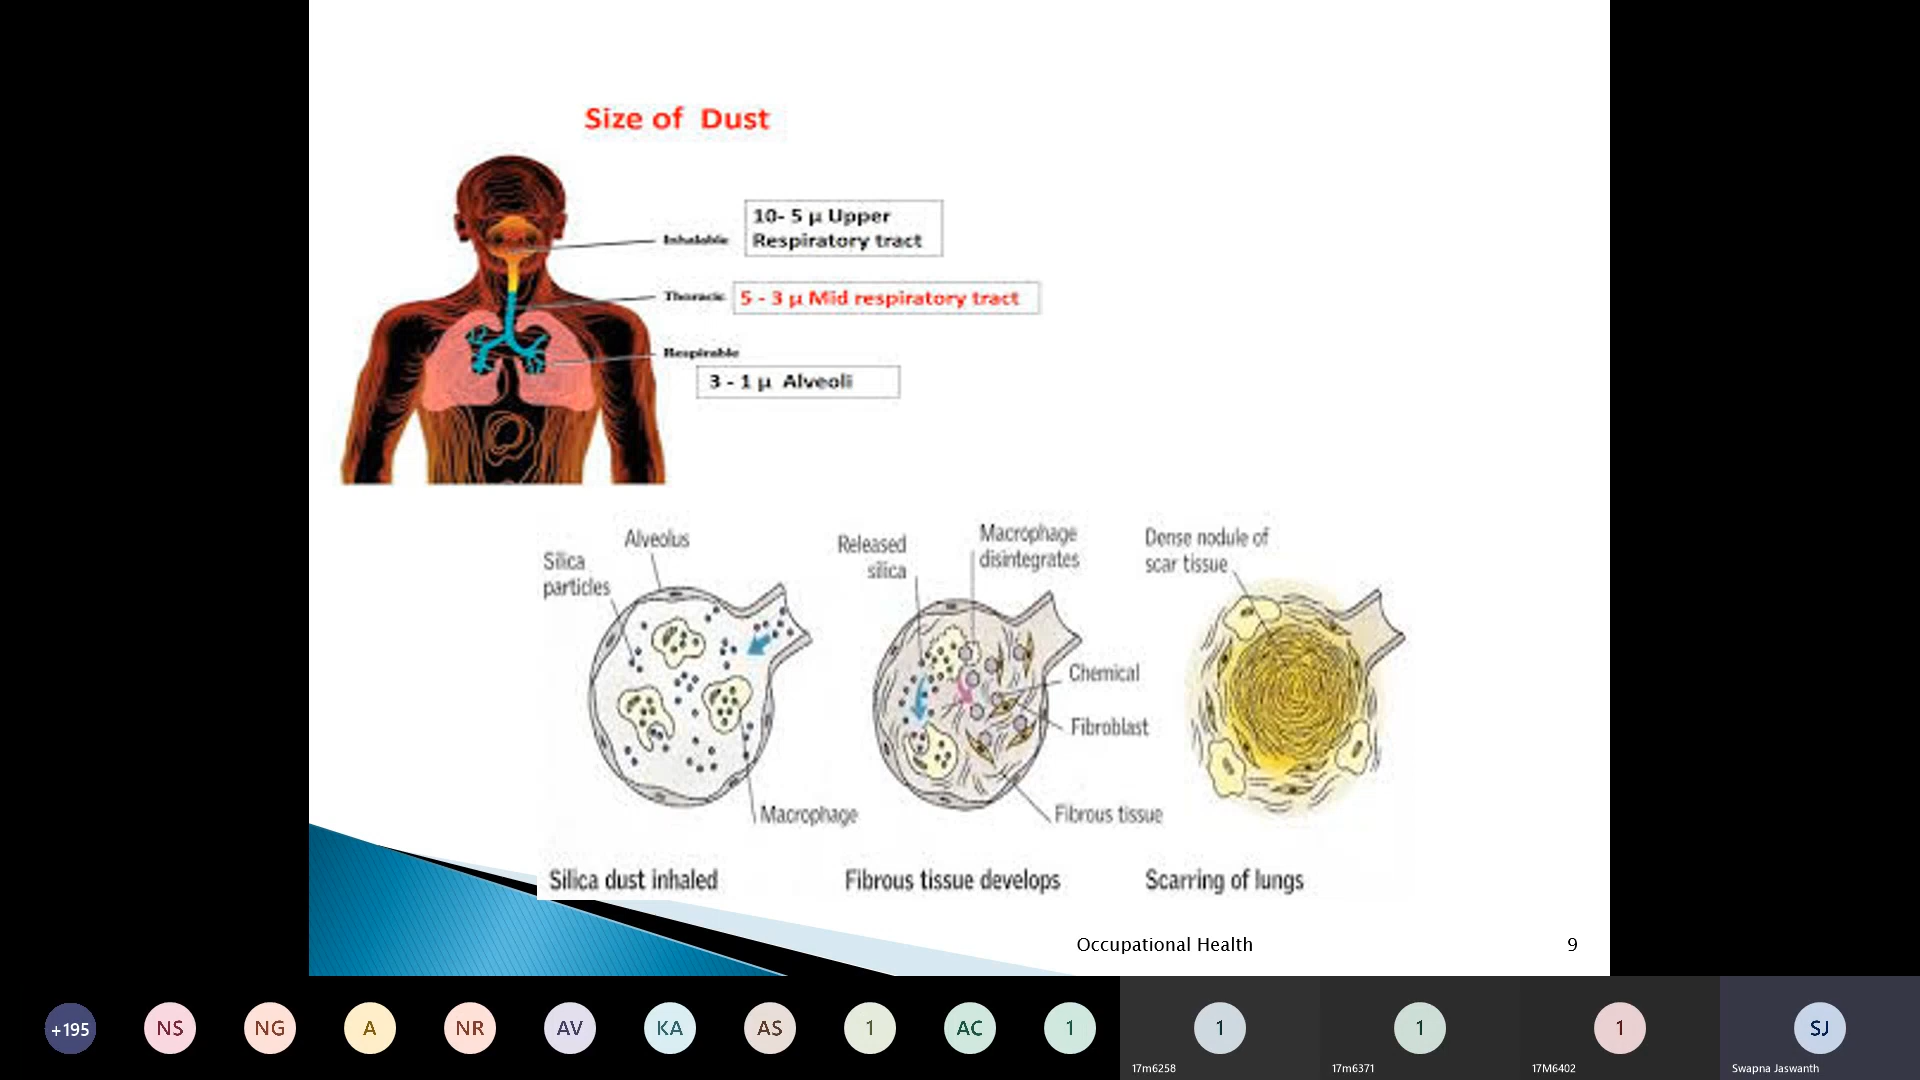 Size of Dust
Inhalable
10- 5 µ Upper
Respiratory tract
Thoracic
5 - 3 µ Mid respiratory tract
Respirable
3 - 1 µ Alveoli
Alveolus
Silica
particles
Macrophage
Silica dust inhaled
Released
silica
Macrophage
disintegrates
Chemical
Fibroblast
Fibrous tissue
Fibrous tissue develops
Dense nodule of
scar tissue
Scarring of lungs
Occupational Health
9
+195
NS
NG
A
NR
AV
KA
AS
1
AC
1
1
17m6258
1
17m6371
1
17M6402
SJ
Swapna Jaswanth